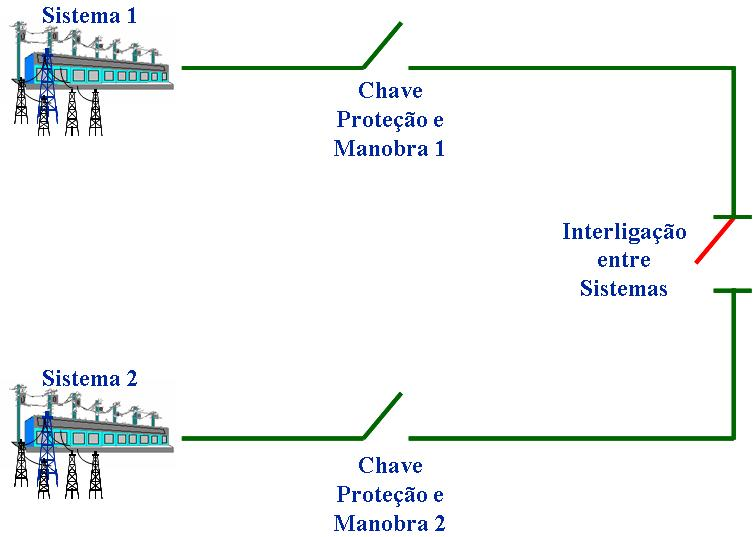 Sistema 1
Chave
Proteção e
Manobra 1
Interligação
entre
Sistemas
Sistema 2
Chave
Proteção e
Manobra 2